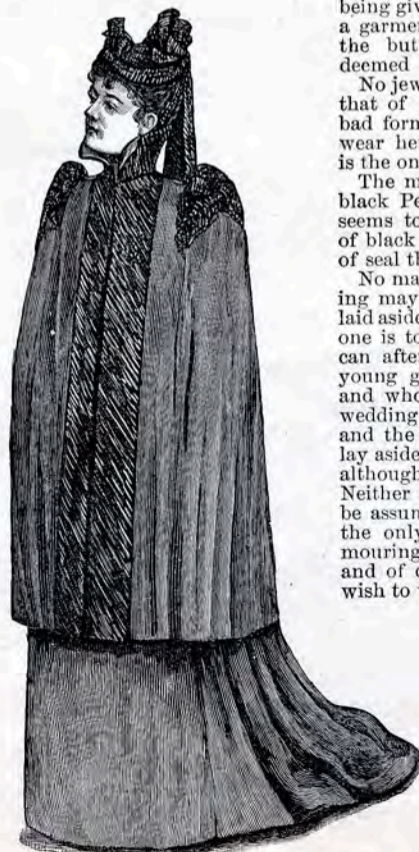 being giv
a garmen
the but
deemed
No jew
that of
bad form
wear he
is the on
The m
black Pe
seems to
of black
of seal th
No ma
ing may
laid aside
one is to
can afte
young g
and who
wedding
and the
lay aside
although
Neither
be assun
the only
mouring
and of c
wish to